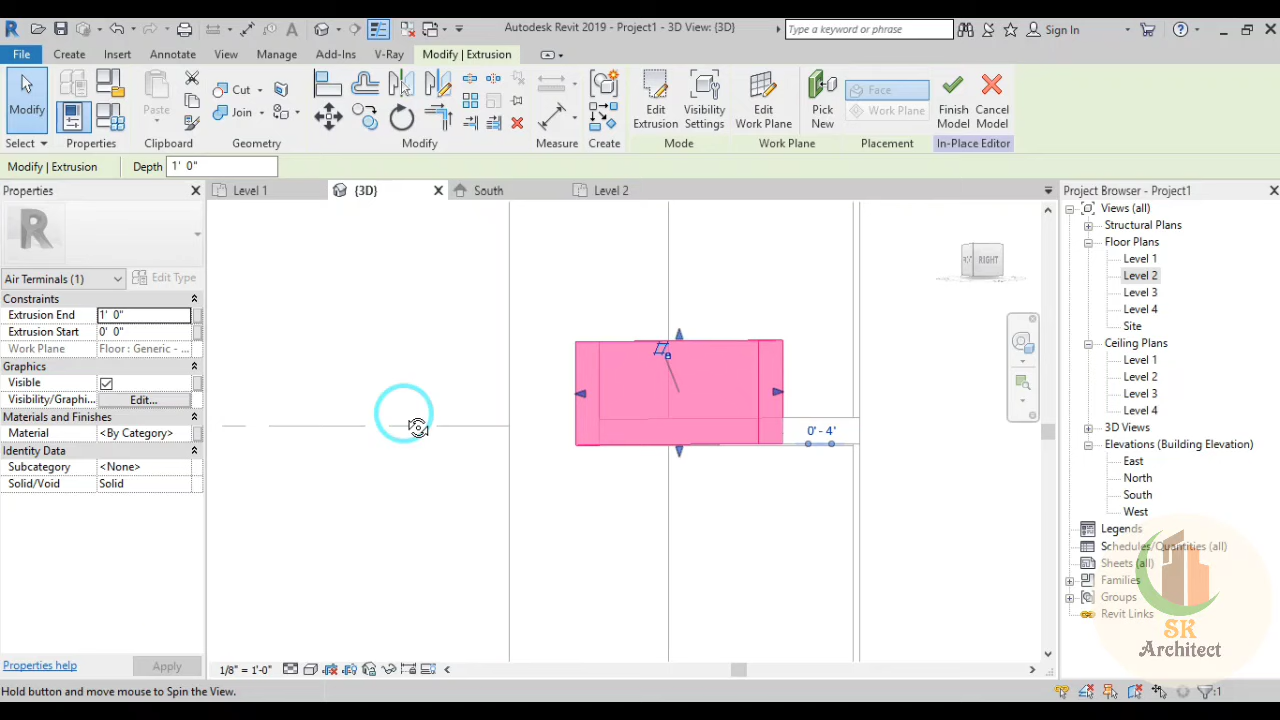 Autodesk Revit 2019 - Project1 - 3D View: {3D}
Type a keyword or phrase
Sign In
File Create Insert Annotate View Manage Add-Ins V-Ray Modify | Extrusion
Modify
Paste
Cut
Join
Edit Extrusion
Visibility Settings
Edit Work Plane
Pick New
Face
Work Plane
Finish Model
Cancel Model
Select Properties Clipboard Geometry Modify Measure Create Mode Work Plane Placement In-Place Editor
Modify | Extrusion Depth 1' 0"
Properties
Level 1
{3D}
South
Level 2
Project Browser - Project1
R
Air Terminals (1) Edit Type
Constraints
Extrusion End 1' 0"
Extrusion Start 0' 0"
Work Plane Floor : Generic - ...
Graphics
Visible
Visibility/Graphi... Edit...
Materials and Finishes
Material <By Category>
Identity Data
Subcategory <None>
Solid/Void Solid
Properties help Apply
RIGHT
0' - 4'
Views (all)
Structural Plans
Floor Plans
Level 1
Level 2
Level 3
Level 4
Site
Ceiling Plans
Level 1
Level 2
Level 3
Level 4
3D Views
Elevations (Building Elevation)
East
North
South
West
Legends
Schedules/Quantities (all)
Sheets (all)
Families
Groups
Revit Links
SK
Architect
1/8" = 1'-0"
Hold button and move mouse to Spin the View.
:1